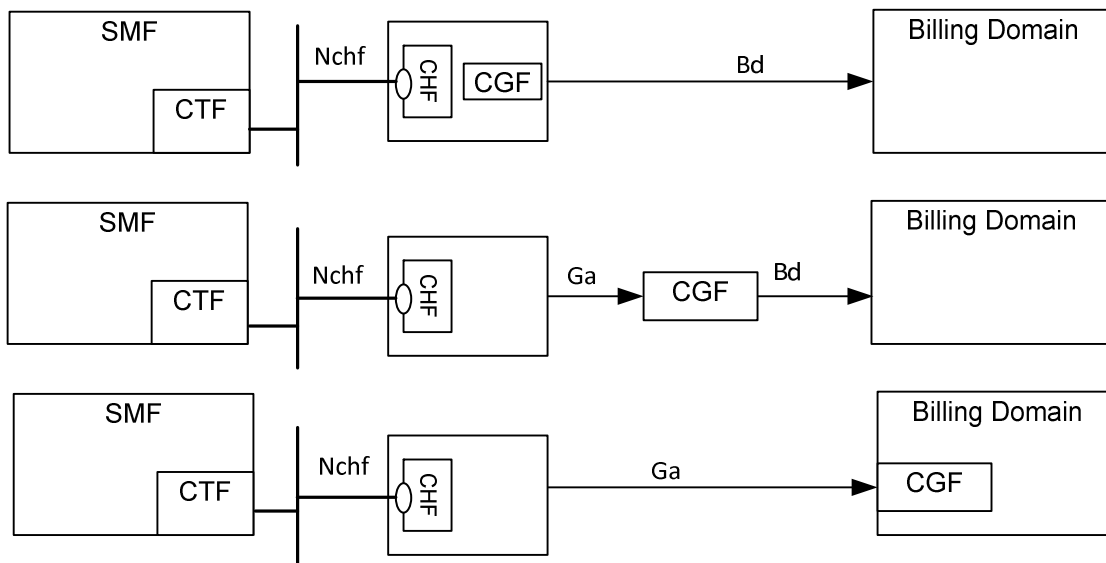 SMF
CTF
Nchf
CHF
CGF
Bd
Billing Domain
SMF
CTF
Nchf
CHF
Ga
CGF
Bd
Billing Domain
SMF
CTF
Nchf
CHF
Ga
CGF
Billing Domain